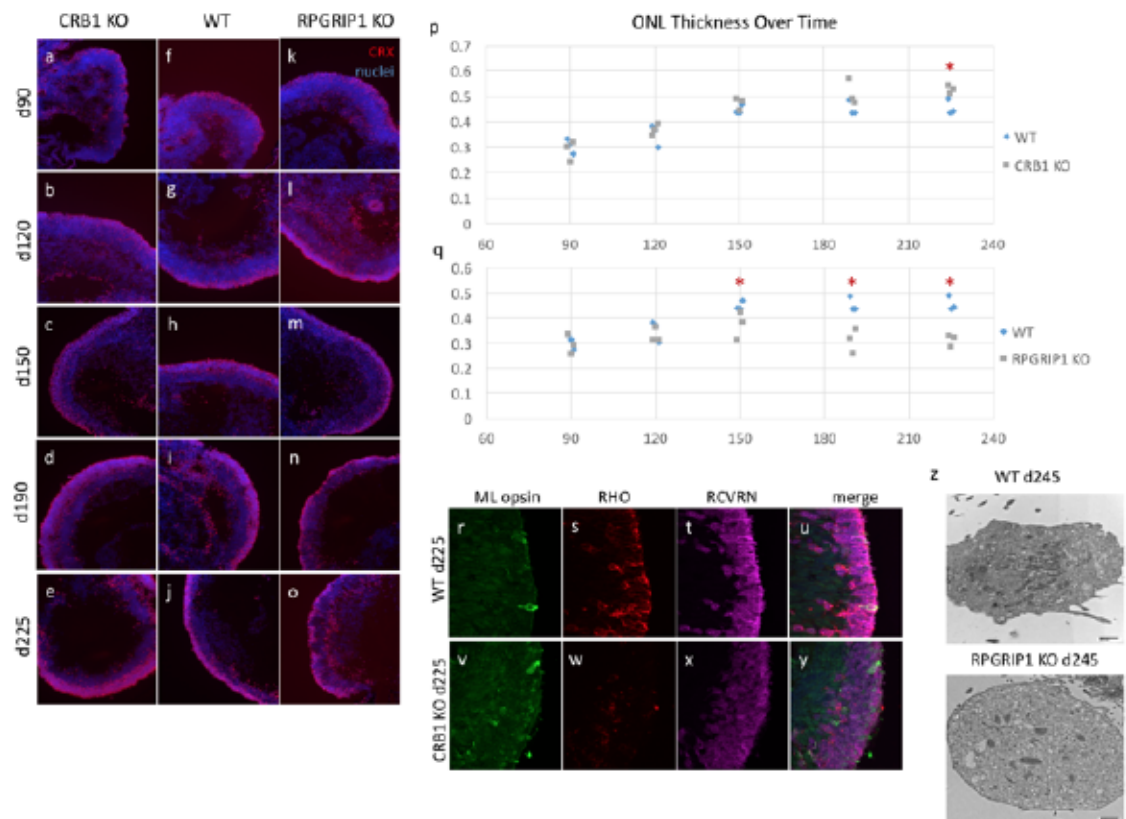 CRB1 KO WT RPGRIP1 KO
d90
a f k CRX
nuclei
d120
b g l
d150
c h m
d190
d i n
d225
e j o
p ONL Thickness Over Time
0.7
0.6 *
0.5
0.4
0.3
0.2
0.1
0
60 90 120 150 180 210 240
WT
CRB1 KO
q
0.6 * * *
0.5
0.4
0.3
0.2
0.1
0
60 90 120 150 180 210 240
WT
RPGRIP1 KO
ML opsin RHO RCVRN merge
WT d225
r s t u
CRB1 KO d225
v w x y
z WT d245
RPGRIP1 KO d245